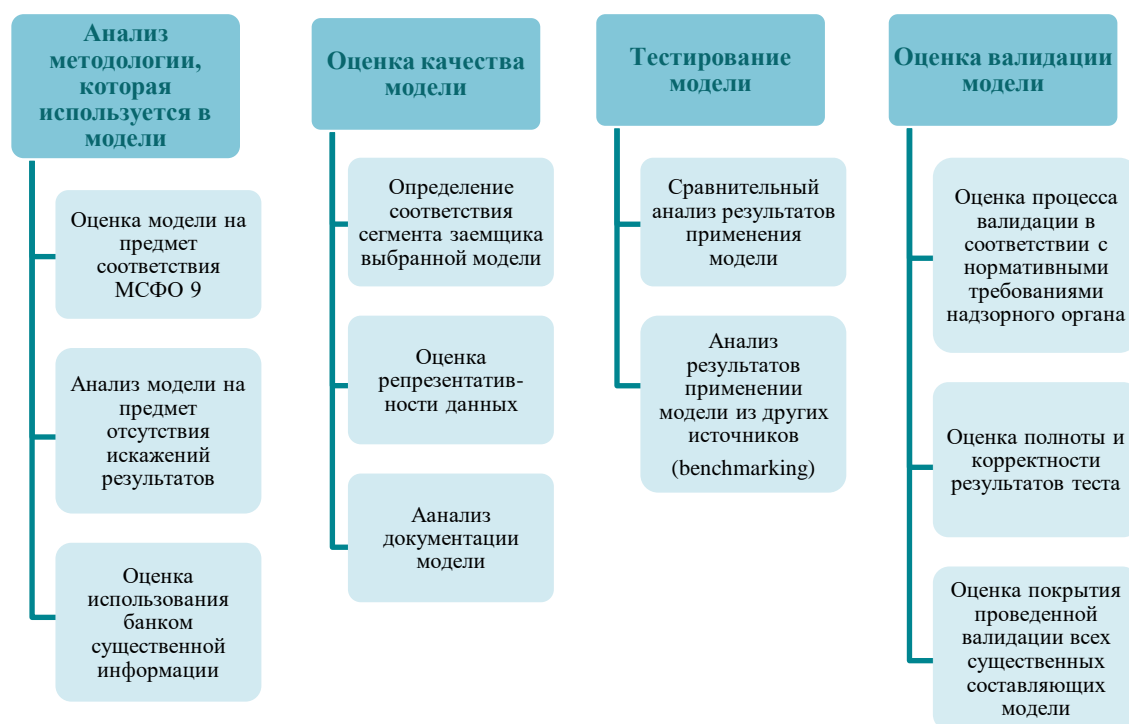 Анализ
методологии,
которая
используется в
модели
Оценка модели на
предмет
соответствия
МСФО 9
Анализ модели на
предмет
отсутствия
искажений
результатов
Оценка
использования
банком
существенной
информации
Оценка качества
модели
Определение
соответствия
сегмента заемщика
выбранной модели
Оценка
репрезентатив-
ности данных
Аанализ
документации
модели
Тестирование
модели
Сравнительный
анализ результатов
применения
модели
Анализ
результатов
применении
модели из других
источников
(benchmarking)
Оценка валидации
модели
Оценка процесса
валидации в
соответствии с
нормативными
требованиями
надзорного органа
Оценка полноты и
корректности
результатов теста
Оценка покрытия
проведенной
валидации всех
существенных
составляющих
модели